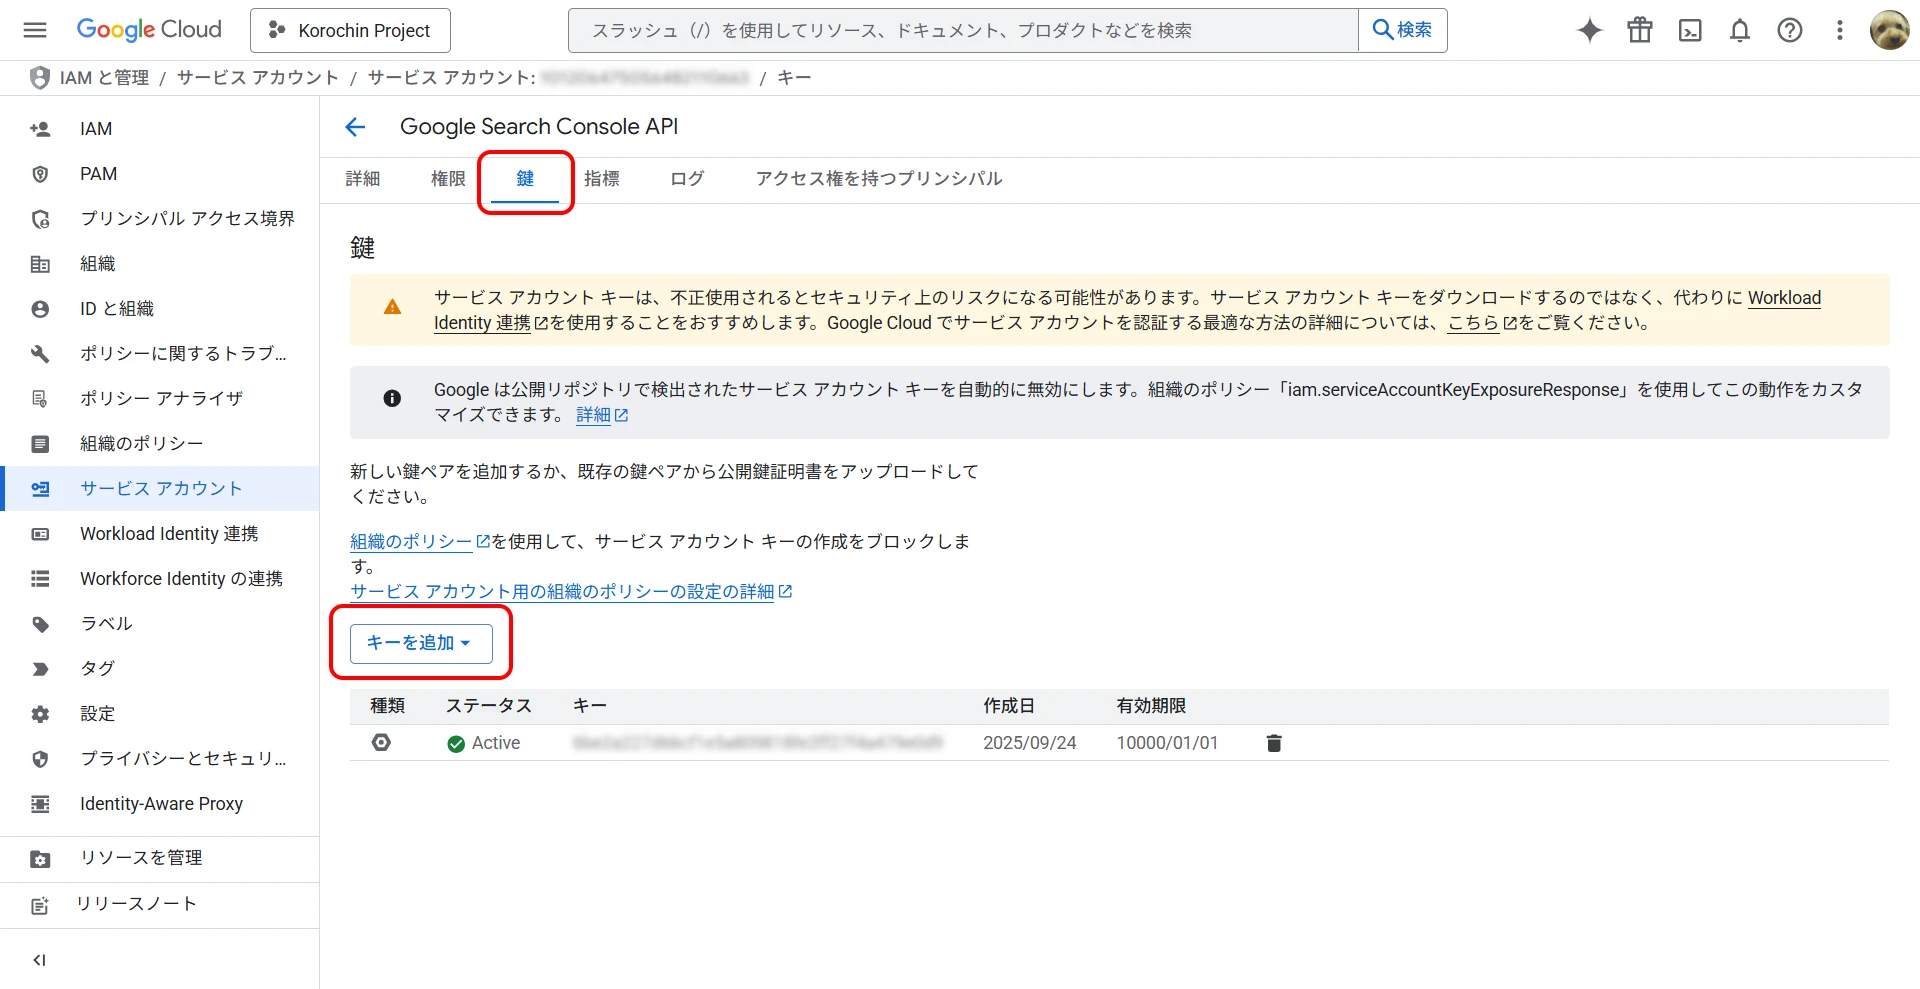 Google Cloud
Korochin Project
スラッシュ（/）を使用してリソース、ドキュメント、プロダクトなどを検索
検索
IAM と管理 / サービス アカウント / サービス アカウント: / キー
IAM
PAM
プリンシパル アクセス境界
組織
ID と組織
ポリシーに関するトラブ...
ポリシー アナライザ
組織のポリシー
サービス アカウント
Workload Identity 連携
Workforce Identity の連携
ラベル
タグ
設定
プライバシーとセキュリ...
Identity-Aware Proxy
リソースを管理
リリースノート
Google Search Console API
詳細 権限 鍵 指標 ログ アクセス権を持つプリンシパル
鍵
サービス アカウント キーは、不正使用されるとセキュリティ上のリスクになる可能性があります。サービス アカウント キーをダウンロードするのではなく、代わりに Workload
Identity 連携を使用することをおすすめします。Google Cloud でサービス アカウントを認証する最適な方法の詳細については、こちらをご覧ください。
Google は公開リポジトリで検出されたサービス アカウント キーを自動的に無効にします。組織のポリシー「iam.serviceAccountKeyExposureResponse」を使用してこの動作をカスタ
マイズできます。 詳細
新しい鍵ペアを追加するか、既存の鍵ペアから公開鍵証明書をアップロードして
ください。
組織のポリシーを使用して、サービス アカウント キーの作成をブロックしま
す。
サービス アカウント用の組織のポリシーの設定の詳細
キーを追加
種類 ステータス キー 作成日 有効期限
Active 2025/09/24 10000/01/01